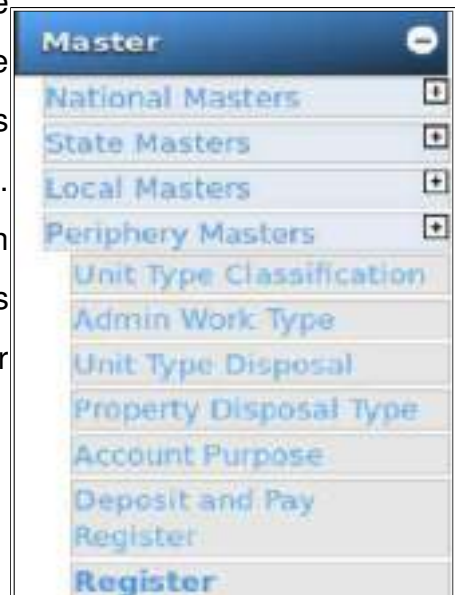 Master
National Masters
State Masters
Local Masters
Periphery Masters
Unit Type Classification
Admin Work Type
Unit Type Disposal
Property Disposal Type
Account Purpose
Deposit and Pay
Register
Register